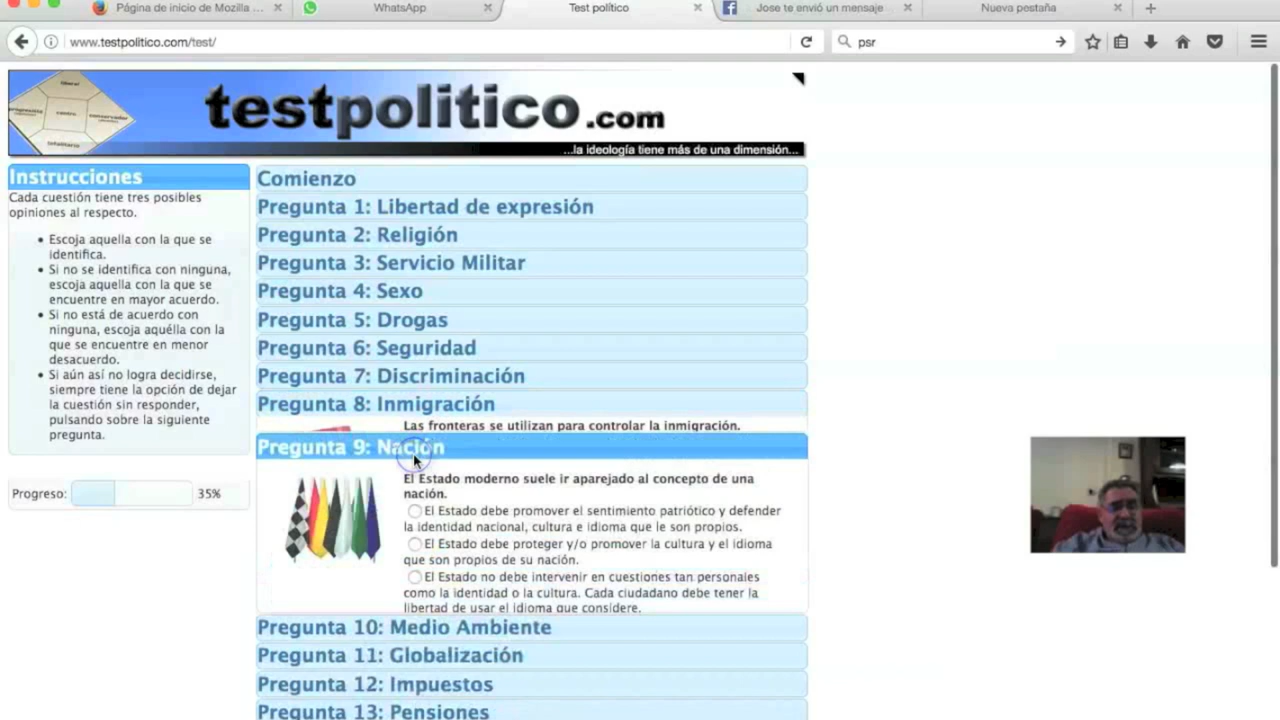 Página de inicio de Mozilla ...
WhatsApp
Test político
Jose te envió un mensaje
Nueva pestaña
www.testpolitico.com/test/
psr
testpolitico.com
...la ideología tiene más de una dimensión...
liberal
centro
totalitario
Instrucciones
Cada cuestión tiene tres posibles
opiniones al respecto.
Escoja aquella con la que se
identifica.
Si no se identifica con ninguna,
escoja aquella con la que se
encuentre en mayor acuerdo.
Si no está de acuerdo con
ninguna, escoja aquélla con la
que se encuentre en menor
desacuerdo.
Si aún así no logra decidirse,
siempre tiene la opción de dejar
la cuestión sin responder,
pulsando sobre la siguiente
pregunta.
Progreso: 35%
Comienzo
Pregunta 1: Libertad de expresión
Pregunta 2: Religión
Pregunta 3: Servicio Militar
Pregunta 4: Sexo
Pregunta 5: Drogas
Pregunta 6: Seguridad
Pregunta 7: Discriminación
Pregunta 8: Inmigración
Las fronteras se utilizan para controlar la inmigración.
Pregunta 9: Nación
El Estado moderno suele ir aparejado al concepto de una
nación.
El Estado debe promover el sentimiento patriótico y defender
la identidad nacional, cultura e idioma que le son propios.
El Estado debe proteger y/o promover la cultura y el idioma
que son propios de su nación.
El Estado no debe intervenir en cuestiones tan personales
como la identidad o la cultura. Cada ciudadano debe tener la
libertad de usar el idioma que considere.
Pregunta 10: Medio Ambiente
Pregunta 11: Globalización
Pregunta 12: Impuestos
Pregunta 13: Pensiones